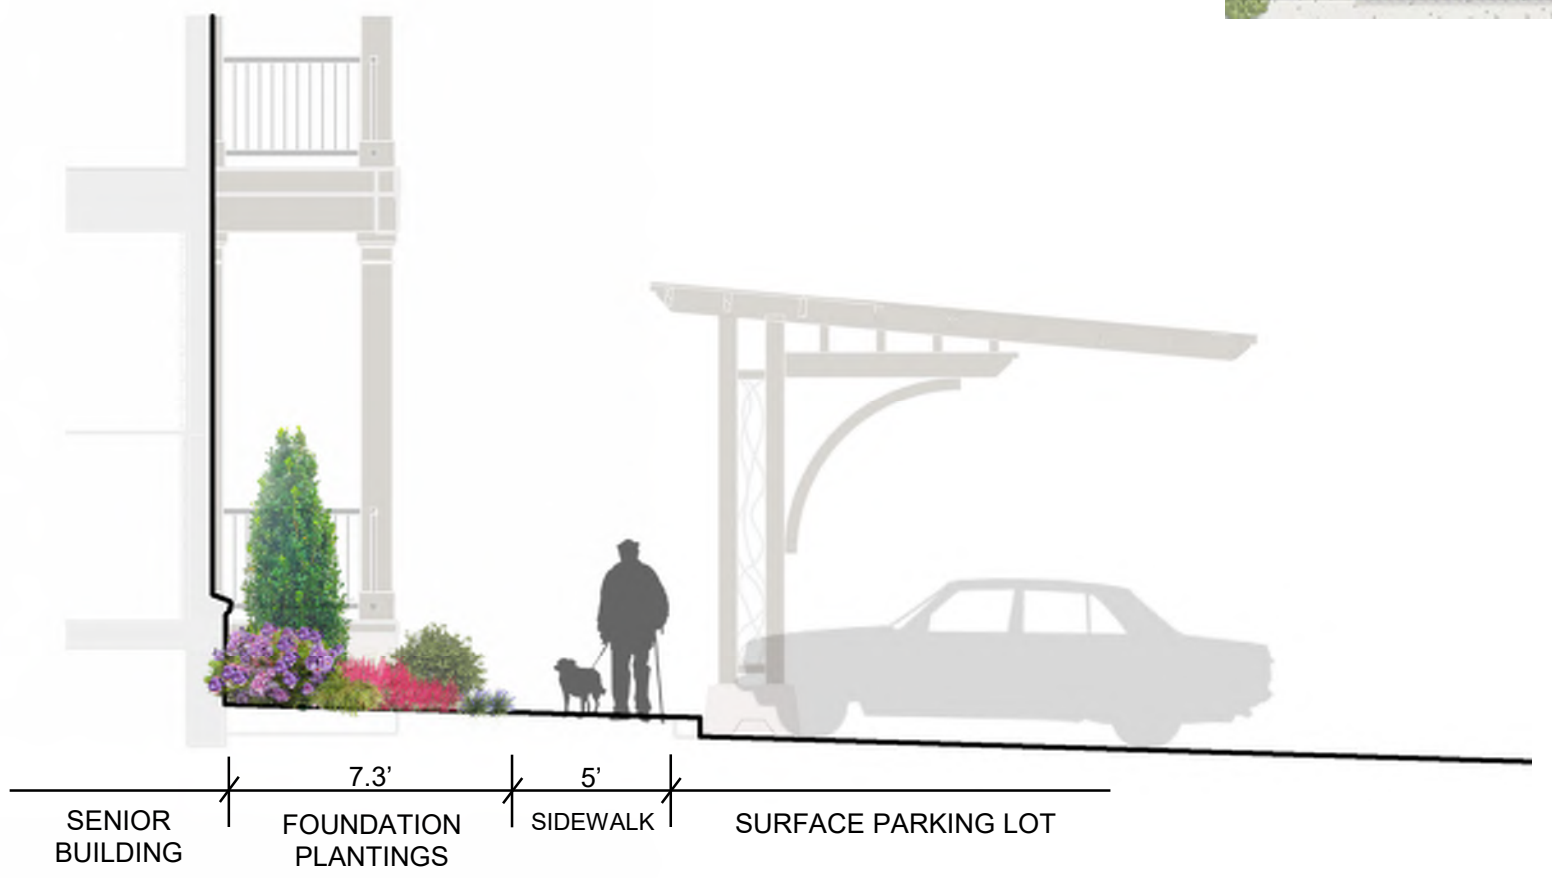 7.3’
5’
SENIOR
BUILDING
FOUNDATION
PLANTINGS
SIDEWALK
SURFACE PARKING LOT